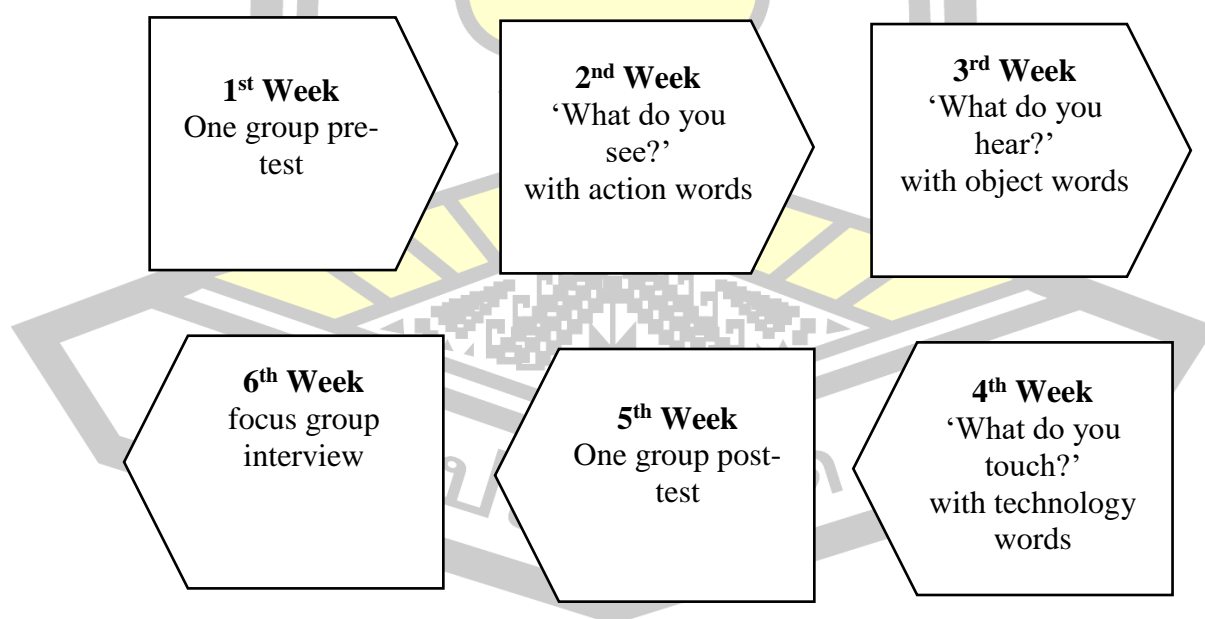 1st Week
One group pre-
test
2nd Week
‘What do you
see?’
with action words
3rd Week
‘What do you
hear?’
with object words
4th Week
‘What do you
touch?’
with technology
words
5th Week
One group post-
test
6th Week
focus group
interview